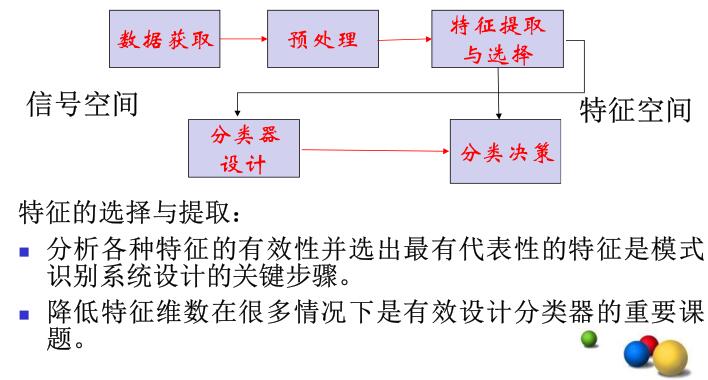 数据获取
预处理
特征提取
与选择
信号空间
特征空间
分类器
设计
分类决策
特征的选择与提取：
分析各种特征的有效性并选出最有代表性的特征是模式
识别系统设计的关键步骤。
降低特征维数在很多情况下是有效设计分类器的重要课
题。